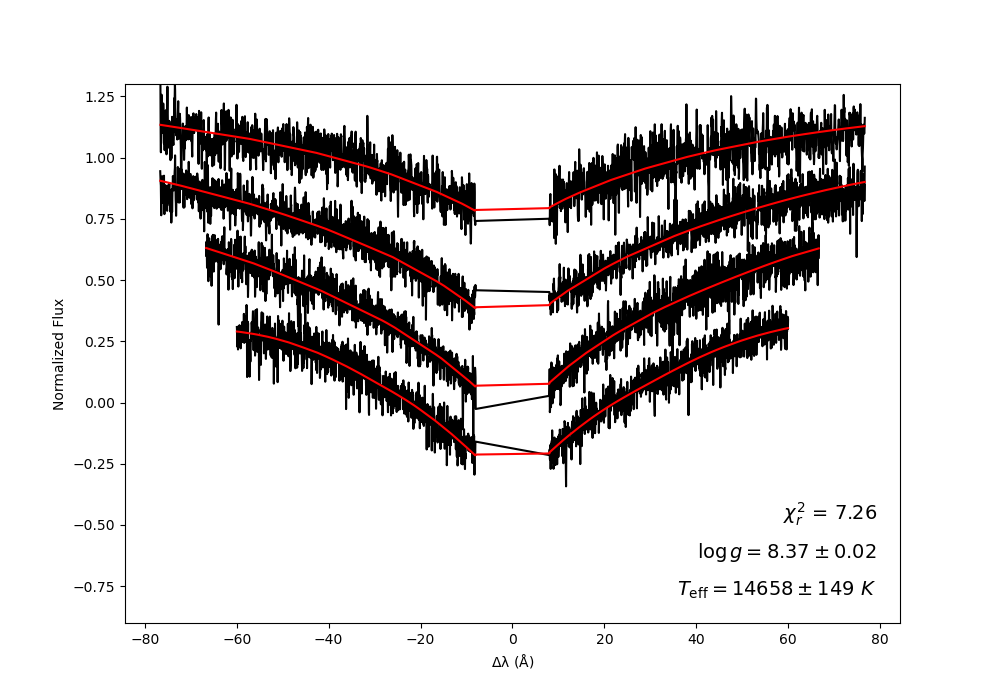 1.25
1.00
0.75
0.50
0.25
0.00
−0.25
−0.50
−0.75
Normalized Flux
χ²ᵣ = 7.26
log g = 8.37 ± 0.02
T_eff = 14658 ± 149 K
−80 −60 −40 −20 0 20 40 60 80
Δλ (Å)